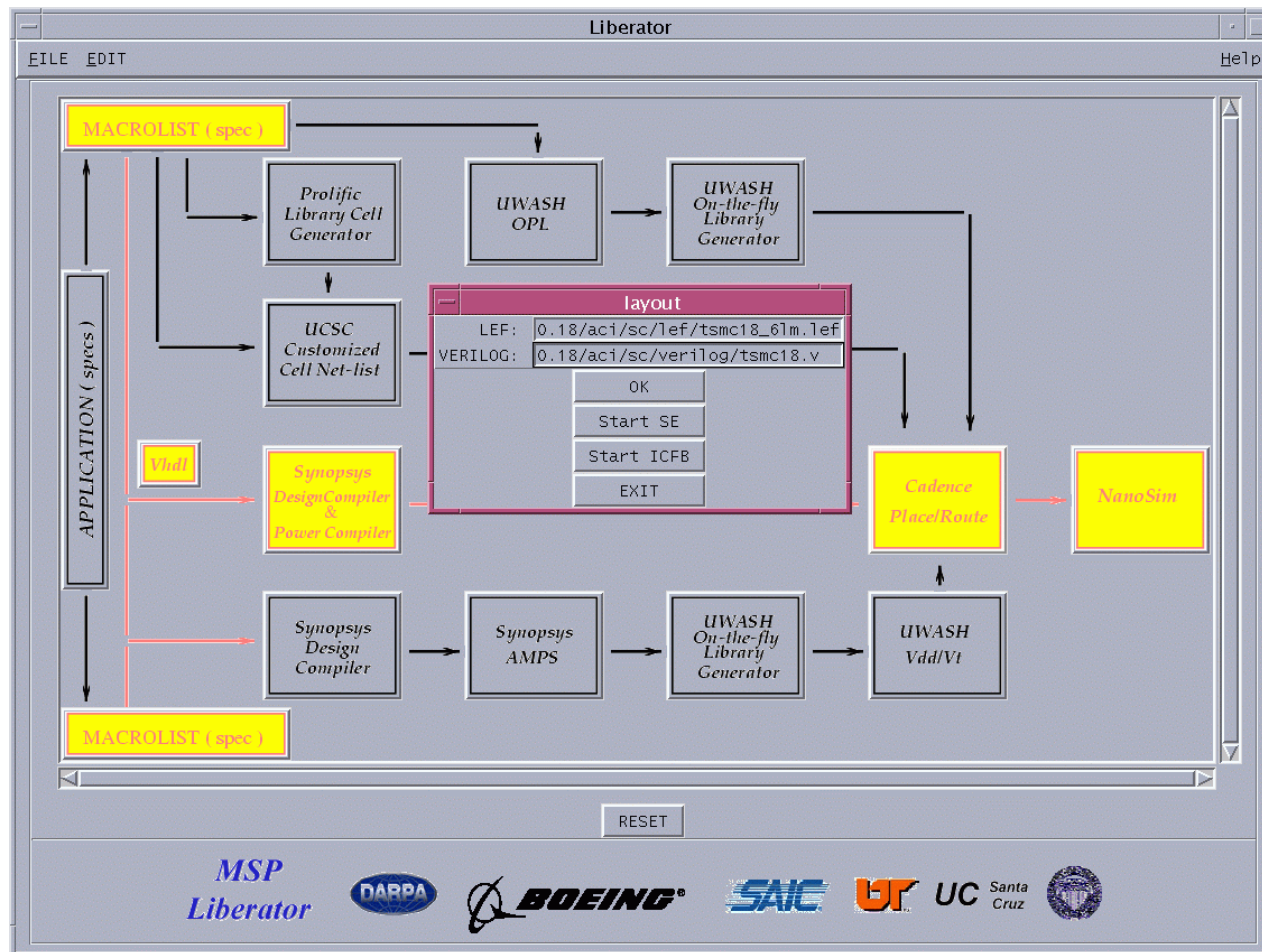 Liberator
FILE EDIT Help
MACROLIST ( spec )
Prolific
Library Cell
Generator
UWASH
OPL
UWASH
On-the-fly
Library
Generator
layout
LEF: 0.18/aci/sc/lef/tsmc18_6lm.lef
VERILOG: 0.18/aci/sc/verilog/tsmc18.v
OK
Start SE
Start ICFB
EXIT
UCSC
Customized
Cell Net-list
APPLICATION ( specs )
Vhdl
Synopsys
DesignCompiler
&
Power Compiler
Cadence
Place/Route
NanoSim
Synopsys
Design
Compiler
Synopsys
AMPS
UWASH
On-the-fly
Library
Generator
UWASH
Vdd/Vt
MACROLIST ( spec )
RESET
MSP
Liberator
DARPA
BOEING®
SAIC
UT
UC Santa
Cruz